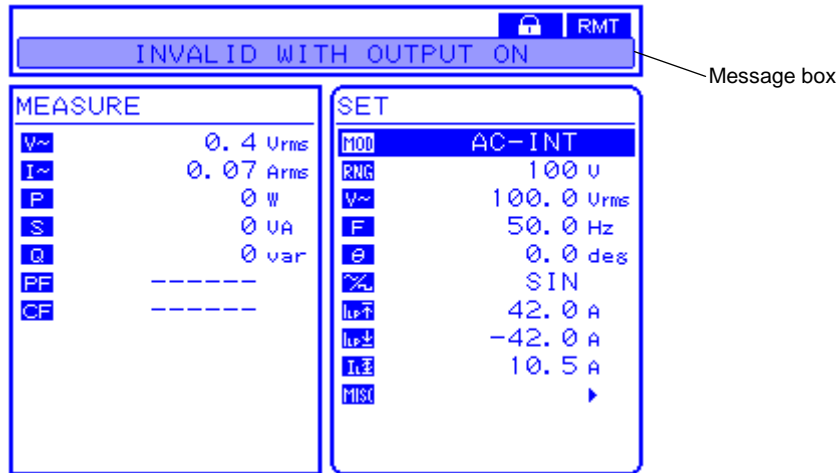 RMT
INVALID WITH OUTPUT ON
Message box
MEASURE
V~ 0.4 Vrms
I~ 0.07 Arms
P 0 W
S 0 VA
Q 0 var
PF ------
CF ------
SET
MOD AC-INT
RNG 100 V
V~ 100.0 Vrms
F 50.0 Hz
θ 0.0 deg
SIN
42.0 A
-42.0 A
10.5 A
MISC